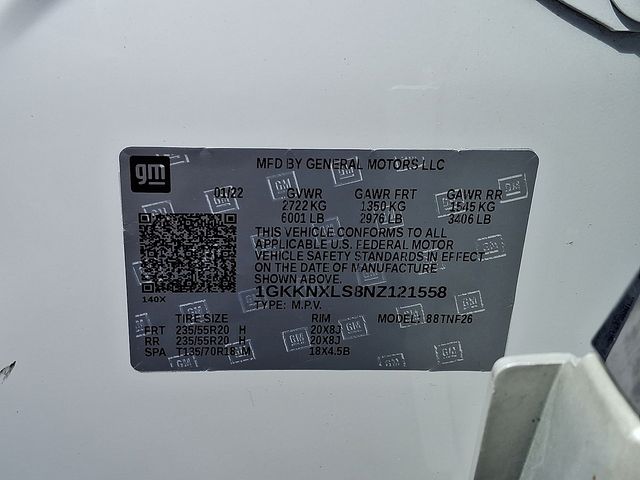 gm
MFD BY GENERAL MOTORS LLC
01/22 GVWR GAWR FRT GAWR RR
2722 KG 1350 KG 1545 KG
6001 LB 2976 LB 3406 LB
THIS VEHICLE CONFORMS TO ALL
APPLICABLE U.S. FEDERAL MOTOR
VEHICLE SAFETY STANDARDS IN EFFECT
ON THE DATE OF MANUFACTURE
SHOWN ABOVE.
140X 1GKKNXLS8NZ121558
TYPE: M.P.V.
TIRE SIZE RIM MODEL: 88TNF26
FRT 235/55R20 H 20X8J
RR 235/55R20 H 20X8J
SPA T135/70R18 M 18X4.5B